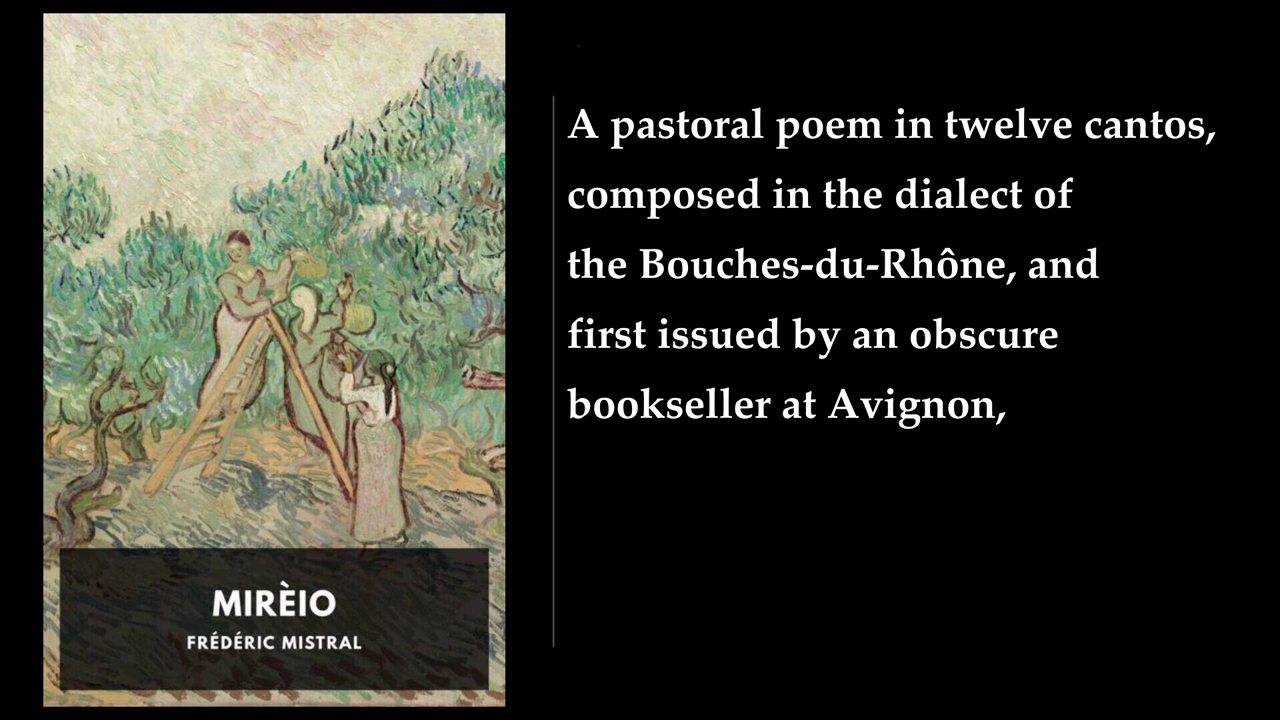 MIRÈIO
FRÉDÉRIC MISTRAL
A pastoral poem in twelve cantos,
composed in the dialect of
the Bouches-du-Rhône, and
first issued by an obscure
bookseller at Avignon,